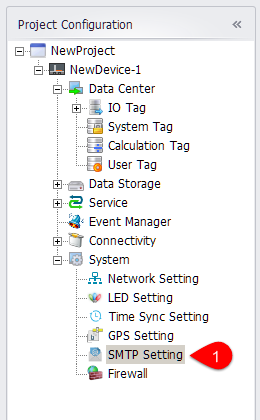 Project Configuration
NewProject
NewDevice-1
Data Center
IO Tag
System Tag
Calculation Tag
User Tag
Data Storage
Service
Event Manager
Connectivity
System
Network Setting
LED Setting
Time Sync Setting
GPS Setting
SMTP Setting 1
Firewall